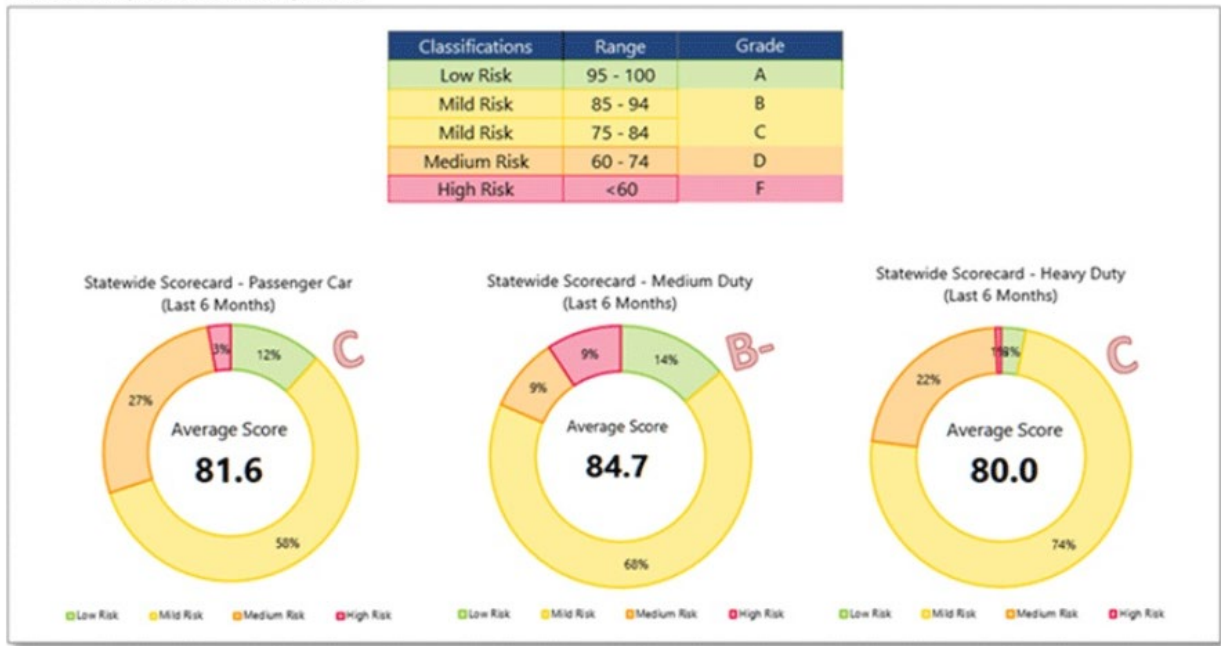 Classifications Range Grade
Low Risk 95 - 100 A
Mild Risk 85 - 94 B
Mild Risk 75 - 84 C
Medium Risk 60 - 74 D
High Risk <60 F
Statewide Scorecard - Passenger Car
(Last 6 Months)
C
3%
12%
27%
Average Score
81.6
58%
Low Risk Mild Risk Medium Risk High Risk
Statewide Scorecard - Medium Duty
(Last 6 Months)
B-
9%
14%
9%
Average Score
84.7
68%
Low Risk Mild Risk Medium Risk High Risk
Statewide Scorecard - Heavy Duty
(Last 6 Months)
C
22%
Average Score
80.0
74%
Low Risk Mild Risk Medium Risk High Risk